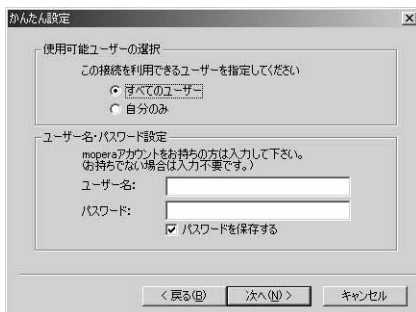 かんたん設定
使用可能ユーザーの選択
この接続を利用できるユーザーを指定してください
すべてのユーザー
自分のみ
ユーザー名・パスワード設定
moperaアカウントをお持ちの方は入力して下さい。
(お持ちでない場合は入力不要です。)
ユーザー名:
パスワード:
パスワードを保存する
< 戻る(B) 次へ(N) > キャンセル